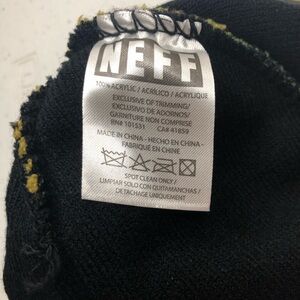 NEFF
100% ACRYLIC / ACRÍLICO / ACRYLIQUE
EXCLUSIVE OF TRIMMING/
EXCLUSIVO DE ADORNOS/
GARNITURE NON COMPRISE
RN# 101531 CA# 41859
MADE IN CHINA - HECHO EN CHINA -
FABRIQUÉ EN CHINE
SPOT CLEAN ONLY /
LIMPIAR SOLO CON QUITAMANCHAS /
DETACHAGE UNIQUEMENT